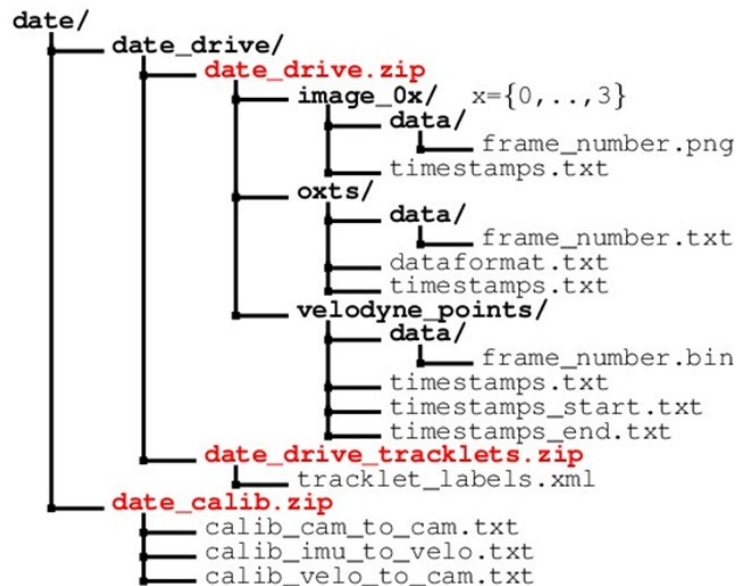 date/
date_drive/
date_drive.zip
image_0x/ x={0,..,3}
data/
frame_number.png
timestamps.txt
oxts/
data/
frame_number.txt
dataformat.txt
timestamps.txt
velodyne_points/
data/
frame_number.bin
timestamps.txt
timestamps_start.txt
timestamps_end.txt
date_drive_tracklets.zip
tracklet_labels.xml
date_calib.zip
calib_cam_to_cam.txt
calib_imu_to_velo.txt
calib_velo_to_cam.txt